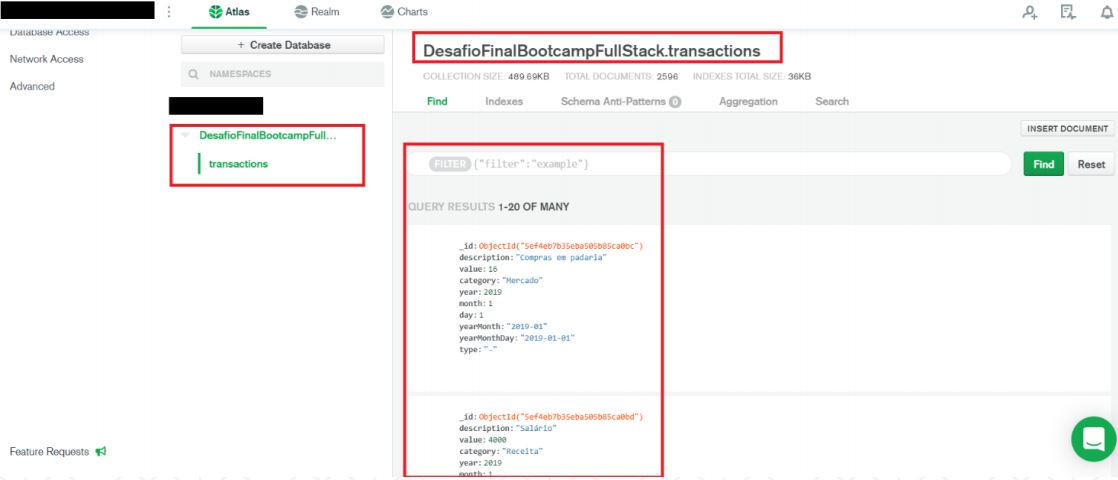 Atlas
Realm
Charts
Database Access
Network Access
Advanced
Feature Requests
+ Create Database
NAMESPACES
DesafioFinalBootcampFull...
transactions
DesafioFinalBootcampFullStack.transactions
COLLECTION SIZE: 489.69KB TOTAL DOCUMENTS: 2596 INDEXES TOTAL SIZE: 36KB
Find Indexes Schema Anti-Patterns 0 Aggregation Search
INSERT DOCUMENT
FILTER {"filter":"example"}
Find Reset
QUERY RESULTS 1-20 OF MANY
_id: ObjectId("5ef4eb7b35eba505b85ca0bc")
description: "Compras em padaria"
value: 16
category: "Mercado"
year: 2019
month: 1
day: 1
yearMonth: "2019-01"
yearMonthDay: "2019-01-01"
type: "-"
_id: ObjectId("5ef4eb7b35eba505b85ca0bd")
description: "Salário"
value: 4000
category: "Receita"
year: 2019
month: 1